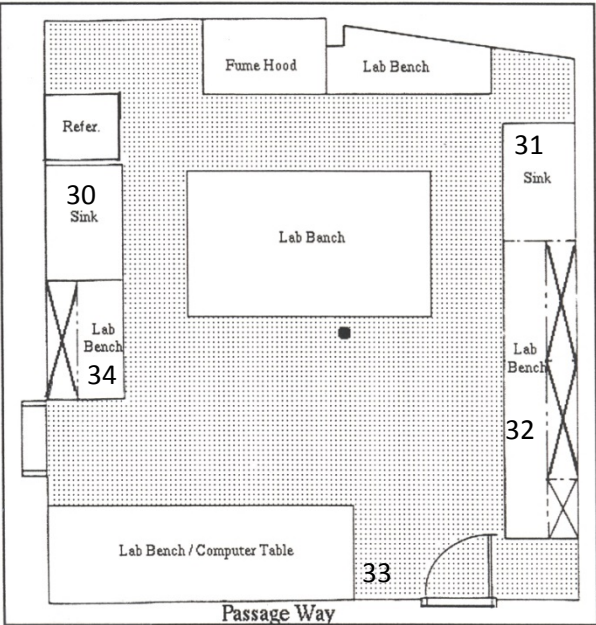 Fume Hood
Lab Bench
Refer.
30
Sink
31
Sink
Lab Banch
Lab
Bench
34
Lab
Bench
32
Lab Bench / Computer Table
33
Passage Way